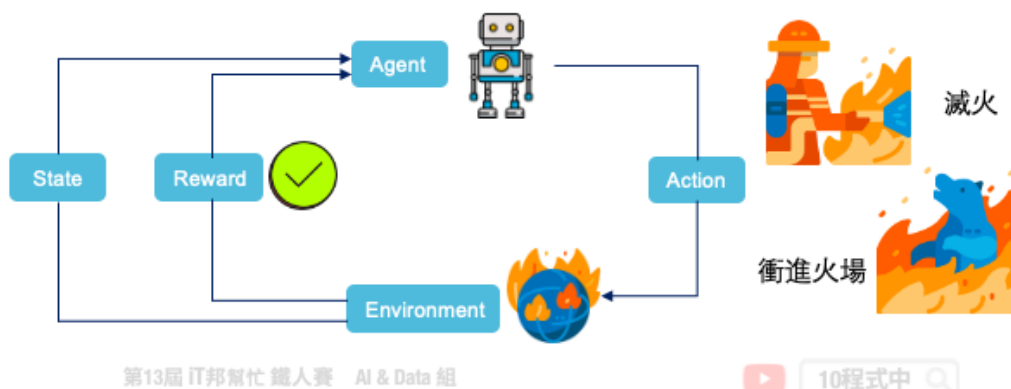 Agent
滅火
State
Reward
Action
衝進火場
Environment
第13屆 iT邦幫忙 鐵人賽 AI & Data 組
10程式中